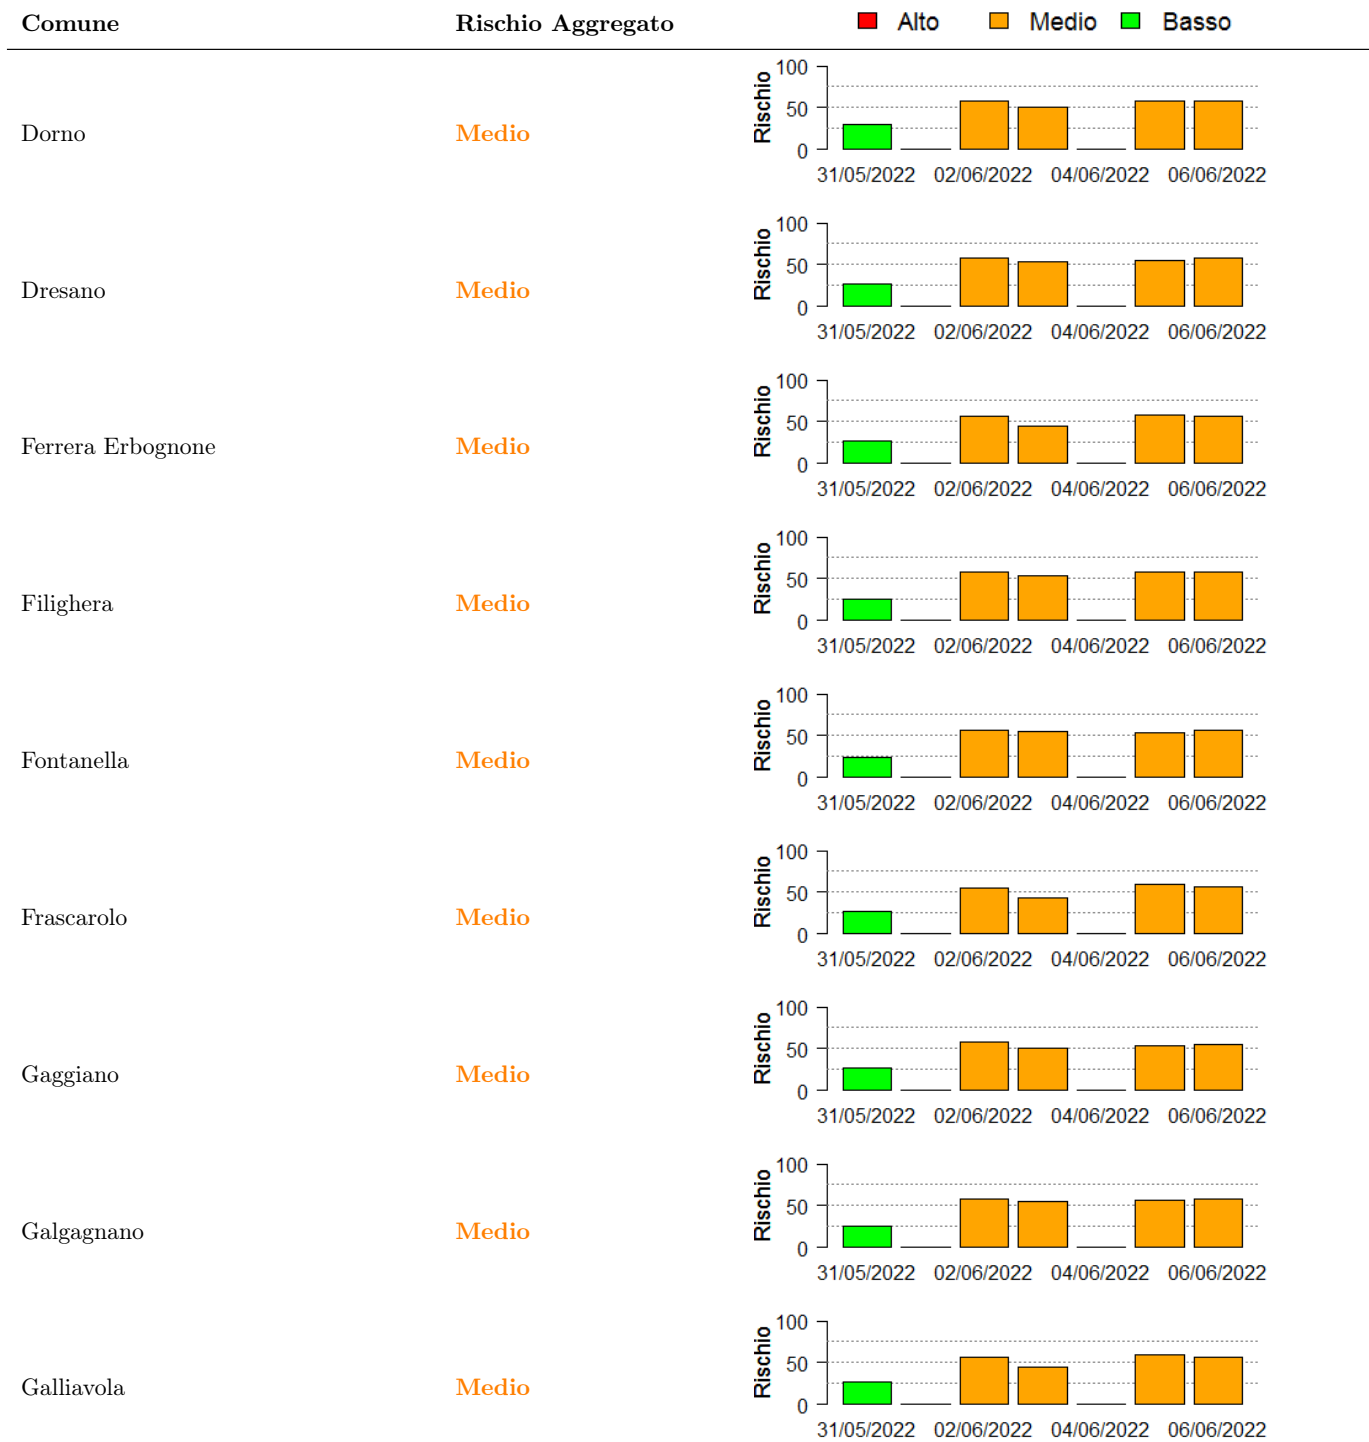 Comune Rischio Aggregato Alto Medio Basso
100
50
0
Rischio
Dorno Medio
31/05/2022 02/06/2022 04/06/2022 06/06/2022
100
50
0
Rischio
Dresano Medio
31/05/2022 02/06/2022 04/06/2022 06/06/2022
100
50
0
Rischio
Ferrera Erbognone Medio
31/05/2022 02/06/2022 04/06/2022 06/06/2022
100
50
0
Rischio
Filighera Medio
31/05/2022 02/06/2022 04/06/2022 06/06/2022
100
50
0
Rischio
Fontanella Medio
31/05/2022 02/06/2022 04/06/2022 06/06/2022
100
50
0
Rischio
Frascarolo Medio
31/05/2022 02/06/2022 04/06/2022 06/06/2022
100
50
0
Rischio
Gaggiano Medio
31/05/2022 02/06/2022 04/06/2022 06/06/2022
100
50
0
Rischio
Galgagnano Medio
31/05/2022 02/06/2022 04/06/2022 06/06/2022
100
50
0
Rischio
Galliavola Medio
31/05/2022 02/06/2022 04/06/2022 06/06/2022